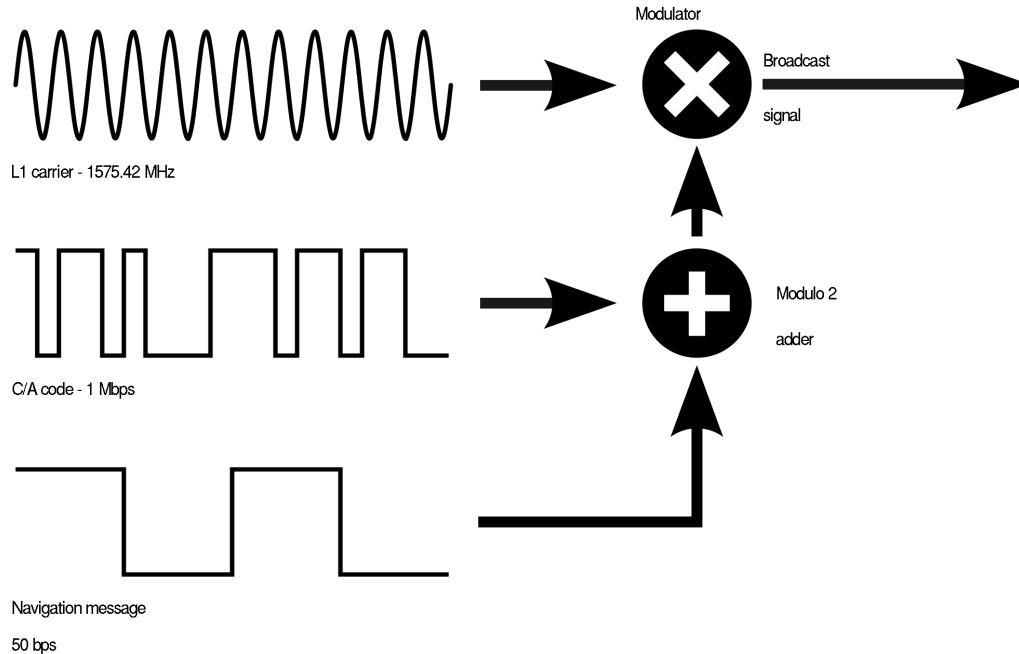 Modulator
Broadcast
signal
L1 carrier - 1575.42 MHz
Modulo 2
adder
C/A code - 1 Mbps
Navigation message
50 bps